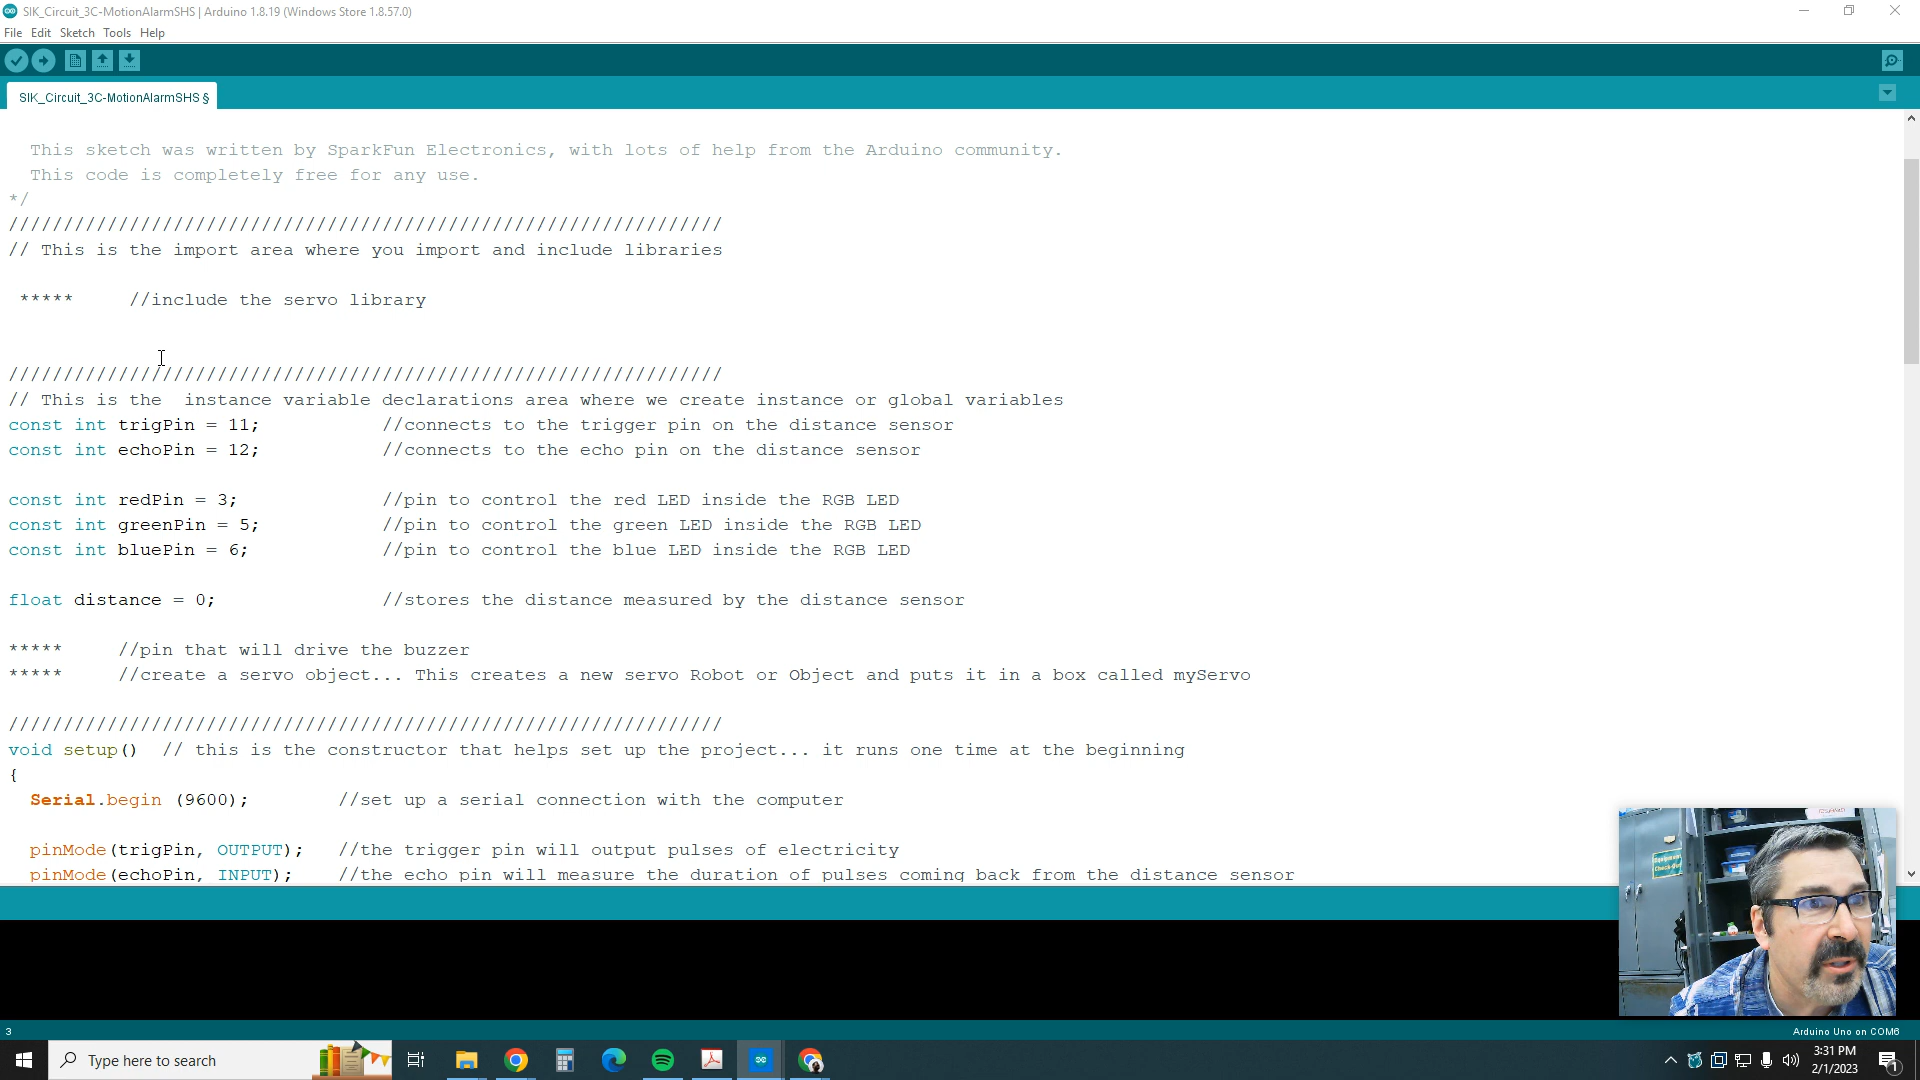 SIK_Circuit_3C-MotionAlarmSHS | Arduino 1.8.19 (Windows Store 1.8.57.0)
File Edit Sketch Tools Help
SIK_Circuit_3C-MotionAlarmSHS §
This sketch was written by SparkFun Electronics, with lots of help from the Arduino community.
This code is completely free for any use.
*/
/////////////////////////////////////////////////////////////////
// This is the import area where you import and include libraries
*****     //include the servo library
/////////////////////////////////////////////////////////////////
// This is the  instance variable declarations area where we create instance or global variables
const int trigPin = 11;           //connects to the trigger pin on the distance sensor
const int echoPin = 12;           //connects to the echo pin on the distance sensor
const int redPin = 3;             //pin to control the red LED inside the RGB LED
const int greenPin = 5;           //pin to control the green LED inside the RGB LED
const int bluePin = 6;            //pin to control the blue LED inside the RGB LED
float distance = 0;               //stores the distance measured by the distance sensor
*****     //pin that will drive the buzzer
*****     //create a servo object... This creates a new servo Robot or Object and puts it in a box called myServo
/////////////////////////////////////////////////////////////////
void setup()  // this is the constructor that helps set up the project... it runs one time at the beginning
{
Serial.begin (9600);        //set up a serial connection with the computer
pinMode(trigPin, OUTPUT);   //the trigger pin will output pulses of electricity
pinMode(echoPin, INPUT);    //the echo pin will measure the duration of pulses coming back from the distance sensor
Equipment
Check-Out
3
Arduino Uno on COM6
Type here to search
3:31 PM
2/1/2023
1